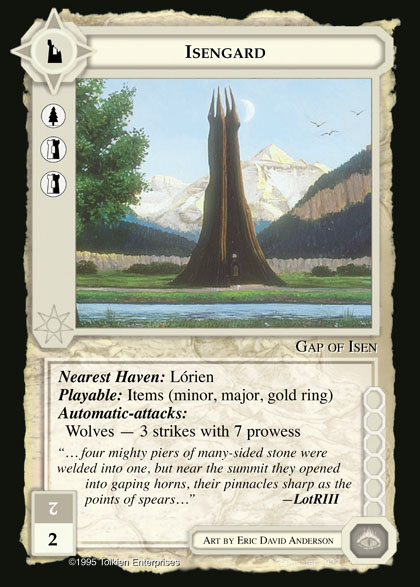 ISENGARD
GAP OF ISEN
Nearest Haven: Lórien
Playable: Items (minor, major, gold ring)
Automatic-attacks:
Wolves — 3 strikes with 7 prowess
“…four mighty piers of many-sided stone were
welded into one, but near the summit they opened
into gaping horns, their pinnacles sharp as the
points of spears…” —LotRIII
2
2
ART BY ERIC DAVID ANDERSON
©1995 Tolkien Enterprises